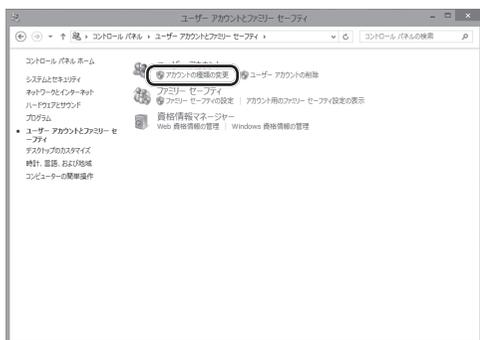 ユーザー アカウントとファミリー セーフティ
コントロール パネル ▸ ユーザー アカウントとファミリー セーフティ ▸
コントロール パネルの検索
コントロール パネル ホーム
システムとセキュリティ
ネットワークとインターネット
ハードウェアとサウンド
プログラム
ユーザー アカウントとファミリー セ
ーフティ
デスクトップのカスタマイズ
時計、言語、および地域
コンピューターの簡単操作
アカウントの種類の変更 ユーザー アカウントの削除
ファミリー セーフティ
ファミリー セーフティの設定 | アカウント用のファミリー セーフティ設定の表示
資格情報マネージャー
Web 資格情報の管理 | Windows 資格情報の管理